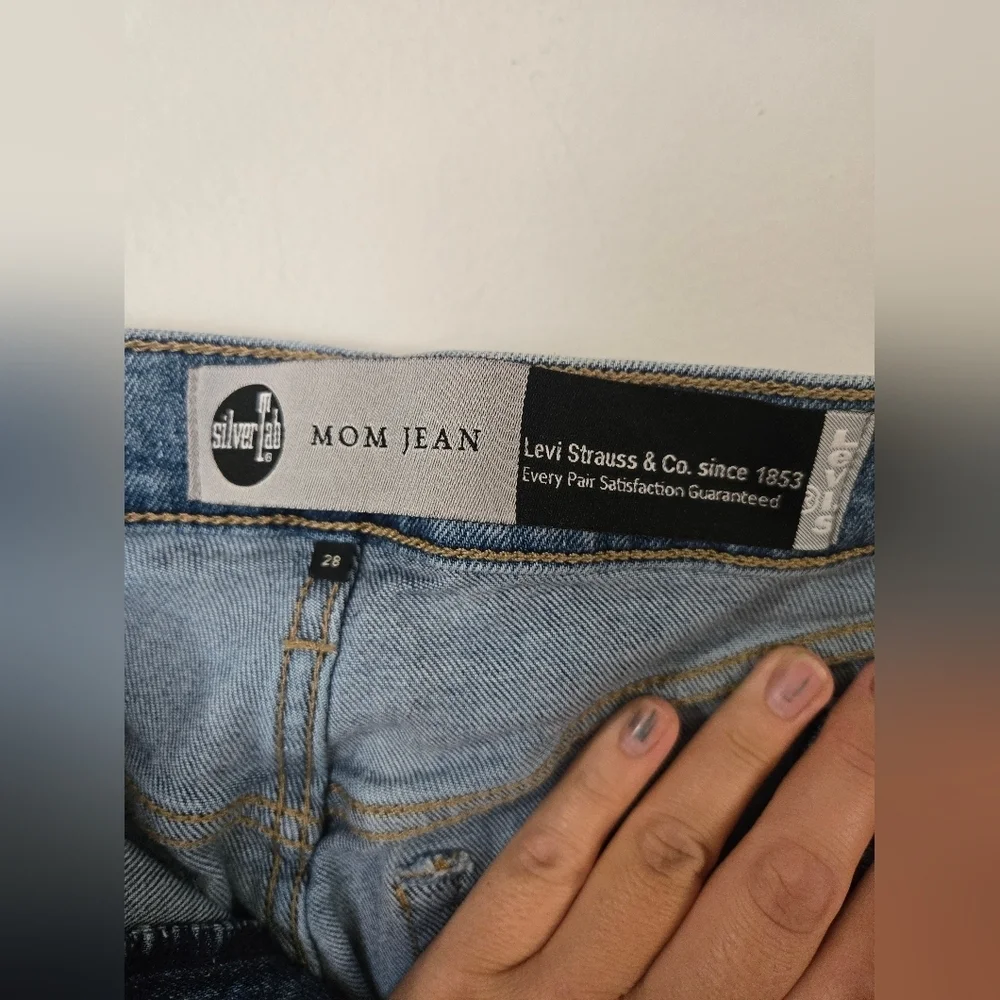 silverTab®
MOM JEAN
Levi Strauss & Co. since 1853
Every Pair Satisfaction Guaranteed
Levi's
®
28